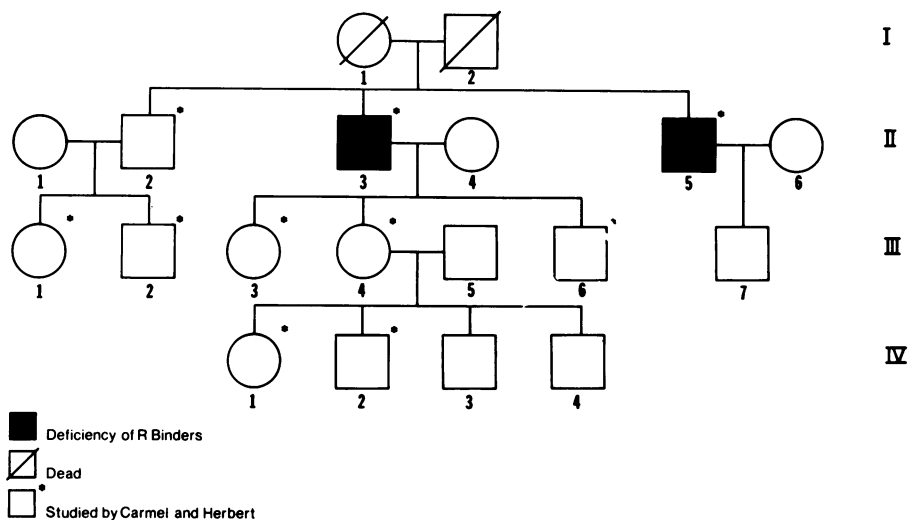 I
1 2
* * *
II
1 2 3 4 5 6
* * * * *
III
1 2 3 4 5 6 7
* *
IV
1 2 3 4
Deficiency of R Binders
Dead
*
Studied by Carmel and Herbert